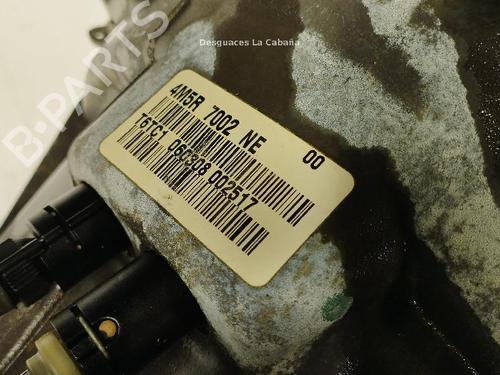 Desguaces La Cabaña
B-PARTS
4M5R 7002 NE 00
T6TC1 060308 002517